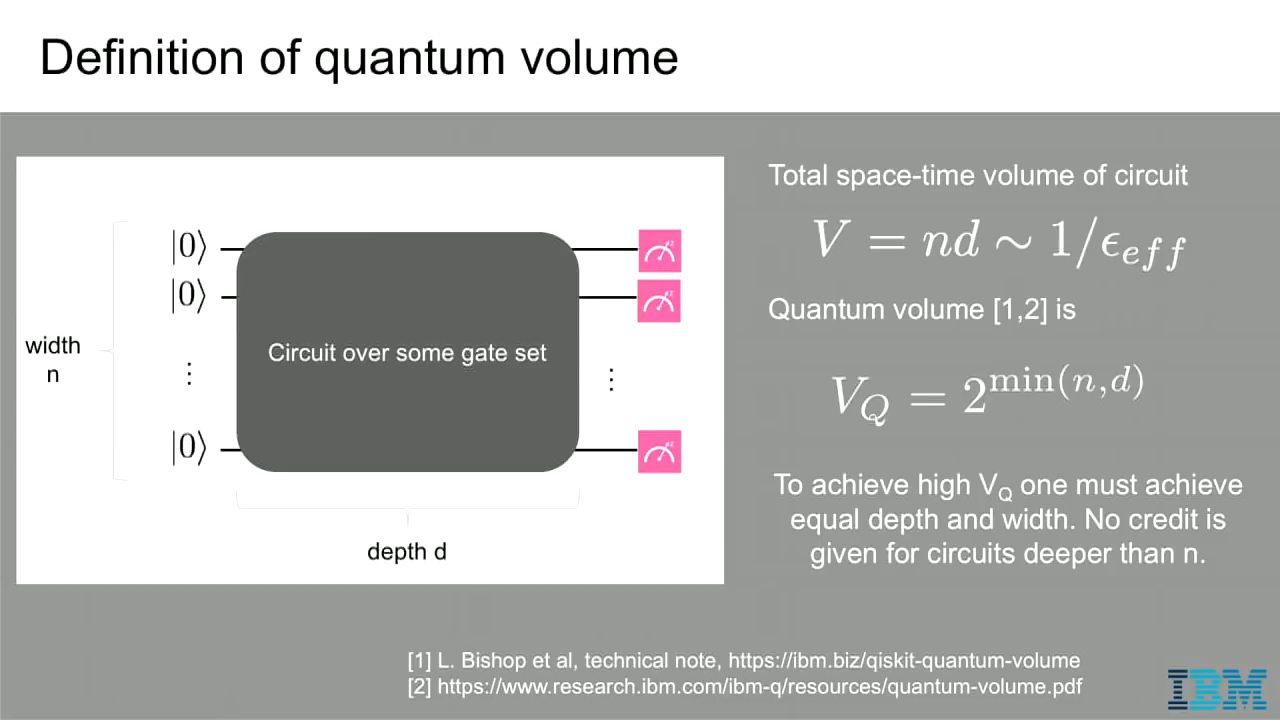 Definition of quantum volume
width
n
|0⟩
|0⟩
⋮
|0⟩
Circuit over some gate set
⋮
z
z
z
depth d
Total space-time volume of circuit
V = nd ∼ 1/ϵ_{eff}
Quantum volume [1,2] is
V_Q = 2^{min(n,d)}
To achieve high V_Q one must achieve
equal depth and width. No credit is
given for circuits deeper than n.
[1] L. Bishop et al, technical note, https://ibm.biz/qiskit-quantum-volume
[2] https://www.research.ibm.com/ibm-q/resources/quantum-volume.pdf
IBM